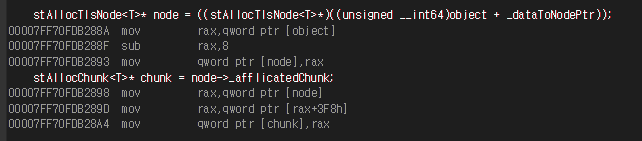 stAllocTlsNode<T>* node = ((stAllocTlsNode<T>*)((unsigned __int64)object + _dataToNodePtr));
00007FF70FDB288A mov rax,qword ptr [object]
00007FF70FDB288F sub rax,8
00007FF70FDB2893 mov qword ptr [node],rax
stAllocChunk<T>* chunk = node->_afflicatedChunk;
00007FF70FDB2898 mov rax,qword ptr [node]
00007FF70FDB289D mov rax,qword ptr [rax+3F8h]
00007FF70FDB28A4 mov qword ptr [chunk],rax